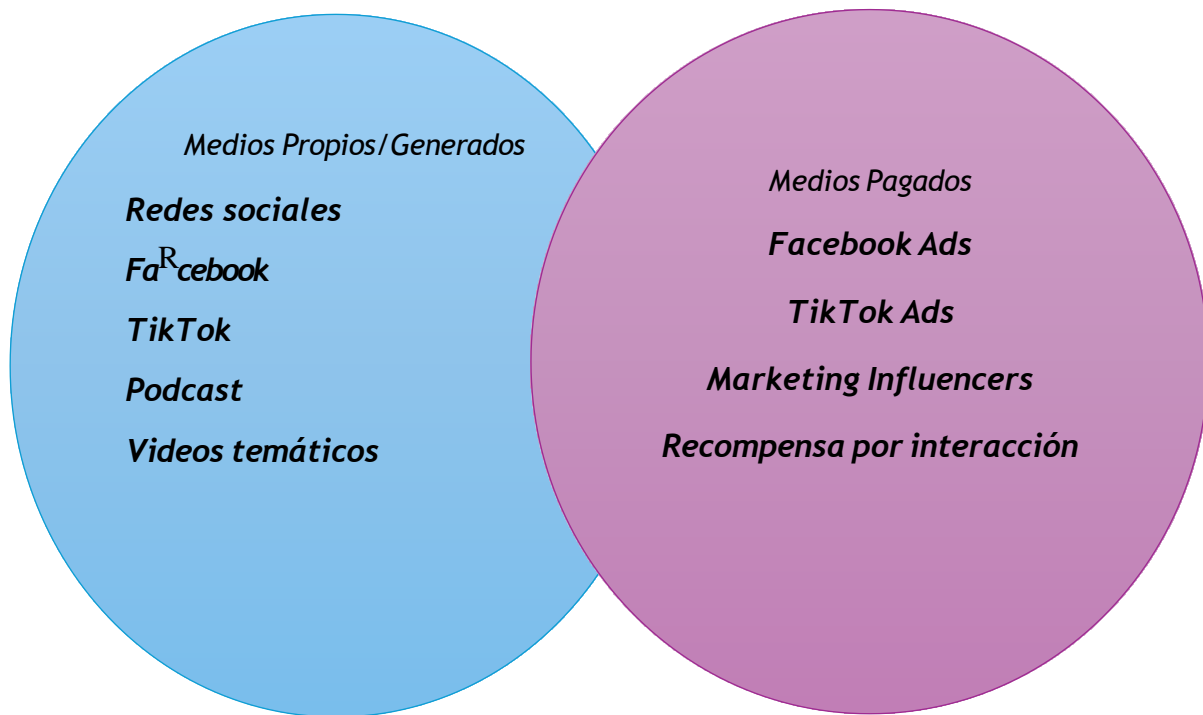 Medios Propios/Generados
Redes sociales
FaRcebook
TikTok
Podcast
Videos temáticos
Medios Pagados
Facebook Ads
TikTok Ads
Marketing Influencers
Recompensa por interacción